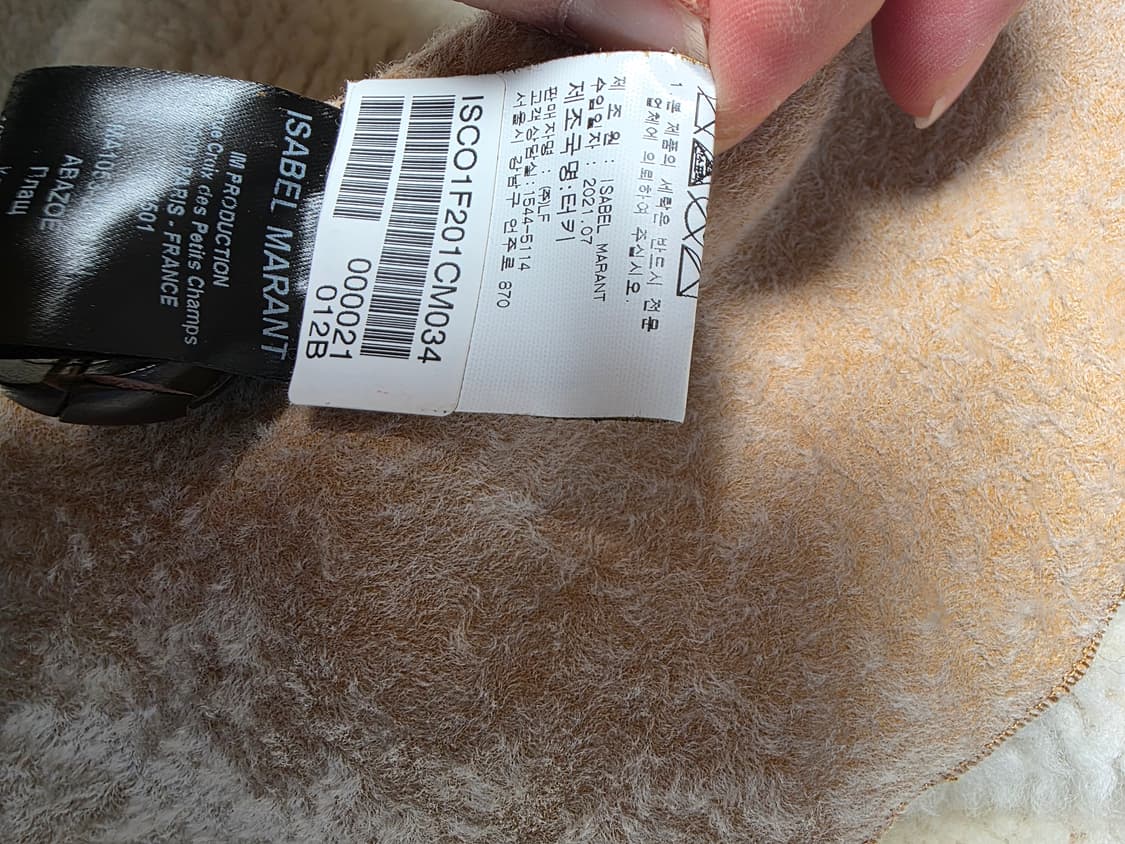 ISABEL MARANT
IM PRODUCTION
Croix des Petits Champs
PARIS - FRANCE
ABAZOE
Плащ
ISCO1F201CM034
000021
012B
1. 본 제품의 세탁은 반드시 전문
업체에 의뢰하여 주십시오.
제 조 원 : ISABEL MARANT
수입일자 : 2021.07
제조국명:터키
판매자명 : (주)LF
고객상담실:1544-5114
서울시 강남구 언주로 870